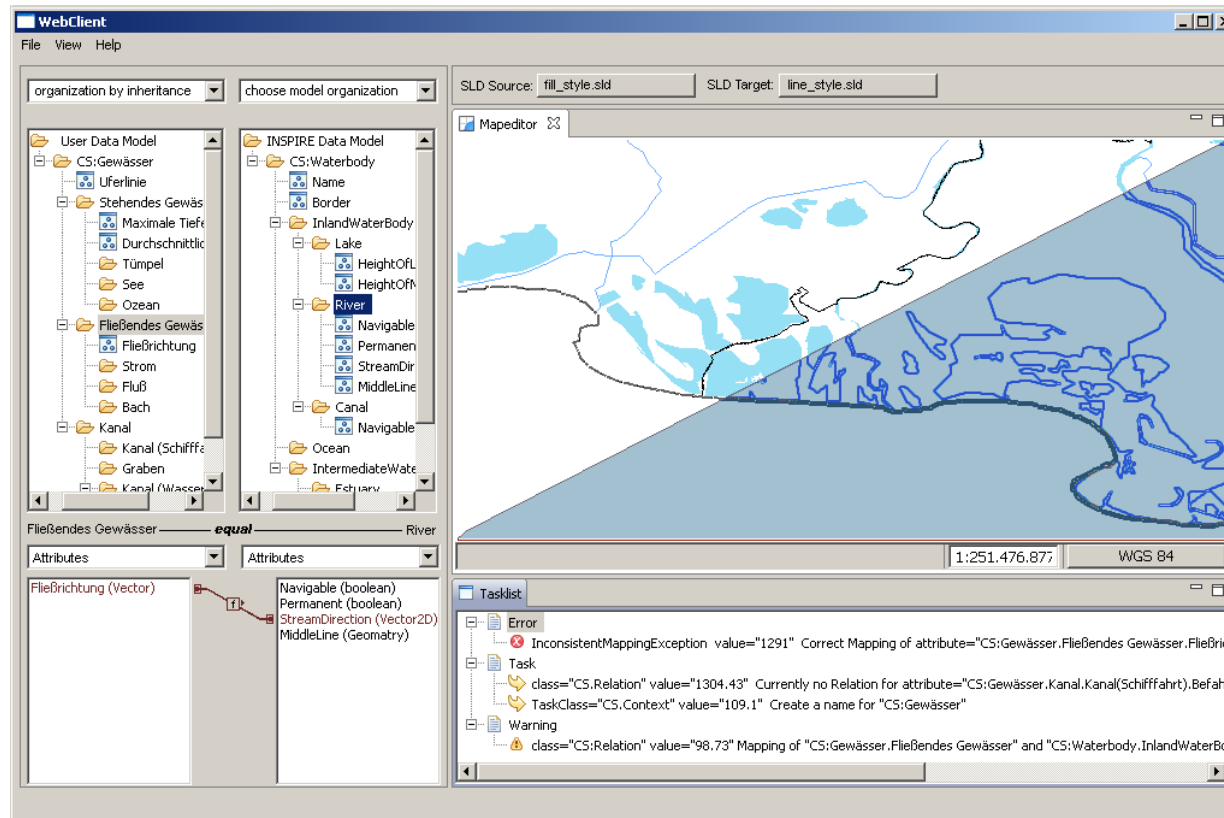 WebClient
File View Help
organization by inheritance
choose model organization
SLD Source: fill_style.sld
SLD Target: line_style.sld
User Data Model
CS:Gewässer
Uferlinie
Stehendes Gewäs
Maximale Tiefe
Durchschnittlic
Tümpel
See
Ozean
Fließendes Gewäs
Fließrichtung
Strom
Fluß
Bach
Kanal
Kanal (Schifffa
Graben
Kanal (Wasser
INSPIRE Data Model
CS:Waterbody
Name
Border
InlandWaterBody
Lake
HeightOfL
HeightOfM
River
Navigable
Permanen
StreamDir
MiddleLine
Canal
Navigable
Ocean
IntermediateWate
Estuary
Fließendes Gewässer equal River
Attributes
Attributes
Fließrichtung (Vector)
f
Navigable (boolean)
Permanent (boolean)
StreamDirection (Vector2D)
MiddleLine (Geomatry)
Mapeditor
1:251.476.877
WGS 84
Tasklist
Error
InconsistentMappingException value="1291" Correct Mapping of attribute="CS:Gewässer.Fließendes Gewässer.Fließri
Task
class="CS.Relation" value="1304.43" Currently no Relation for attribute="CS:Gewässer.Kanal.Kanal(Schifffahrt).Befah
TaskClass="CS.Context" value="109.1" Create a name for "CS:Gewässer"
Warning
class="CS:Relation" value="98.73" Mapping of "CS:Gewässer.Fließendes Gewässer" and "CS:Waterbody.InlandWaterBo